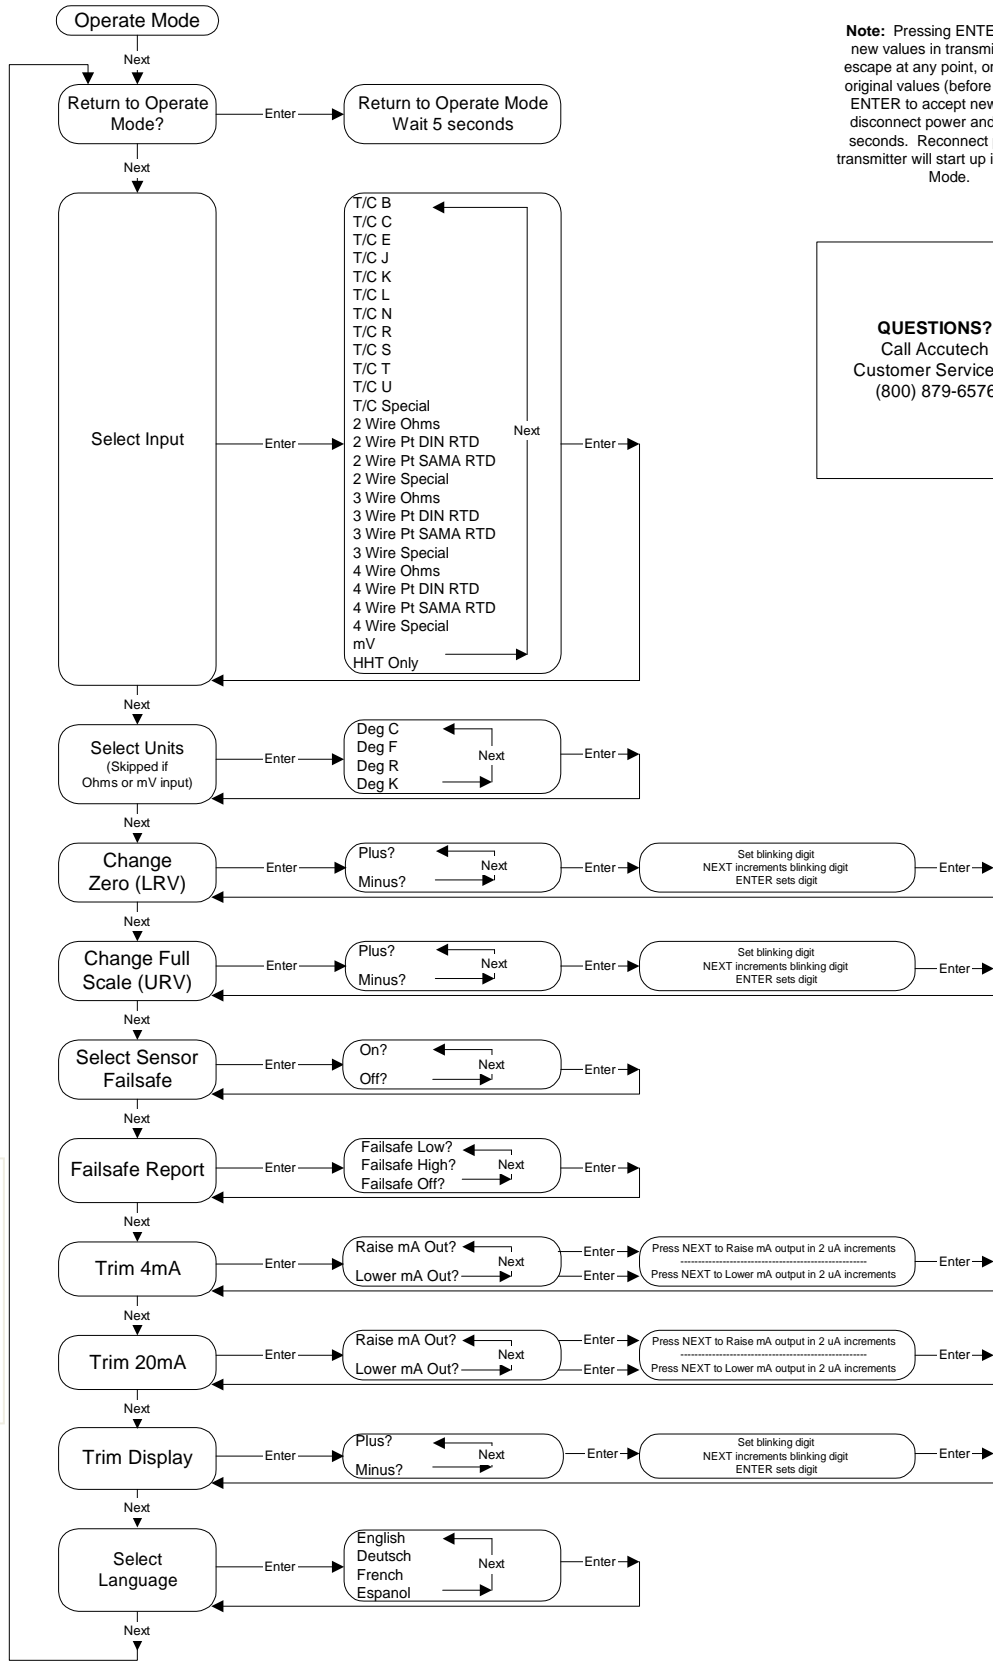 Operate Mode
Next
Return to Operate
Mode?
Enter
Return to Operate Mode
Wait 5 seconds
Note: Pressing ENTE
new values in transmi
escape at any point, or
original values (before
ENTER to accept new
disconnect power and
seconds. Reconnect
transmitter will start up i
Mode.
QUESTIONS?
Call Accutech
Customer Service
(800) 879-6576
Next
Select Input
Enter
T/C B
T/C C
T/C E
T/C J
T/C K
T/C L
T/C N
T/C R
T/C S
T/C T
T/C U
T/C Special
2 Wire Ohms
2 Wire Pt DIN RTD
2 Wire Pt SAMA RTD
2 Wire Special
3 Wire Ohms
3 Wire Pt DIN RTD
3 Wire Pt SAMA RTD
3 Wire Special
4 Wire Ohms
4 Wire Pt DIN RTD
4 Wire Pt SAMA RTD
4 Wire Special
mV
HHT Only
Next
Enter
Next
Select Units
(Skipped if
Ohms or mV input)
Enter
Deg C
Deg F
Deg R
Deg K
Next
Enter
Next
Change
Zero (LRV)
Enter
Plus?
Minus?
Next
Enter
Set blinking digit
NEXT increments blinking digit
ENTER sets digit
Enter
Next
Change Full
Scale (URV)
Enter
Plus?
Minus?
Next
Enter
Set blinking digit
NEXT increments blinking digit
ENTER sets digit
Enter
Next
Select Sensor
Failsafe
Enter
On?
Off?
Next
Enter
Next
Failsafe Report
Enter
Failsafe Low?
Failsafe High?
Failsafe Off?
Next
Enter
Next
Trim 4mA
Enter
Raise mA Out?
Lower mA Out?
Next
Enter
Enter
Press NEXT to Raise mA output in 2 uA increments
Press NEXT to Lower mA output in 2 uA increments
Enter
Next
Trim 20mA
Enter
Raise mA Out?
Lower mA Out?
Next
Enter
Enter
Press NEXT to Raise mA output in 2 uA increments
Press NEXT to Lower mA output in 2 uA increments
Enter
Next
Trim Display
Enter
Plus?
Minus?
Next
Enter
Set blinking digit
NEXT increments blinking digit
ENTER sets digit
Enter
Next
Select
Language
Enter
English
Deutsch
French
Espanol
Next
Enter
Next